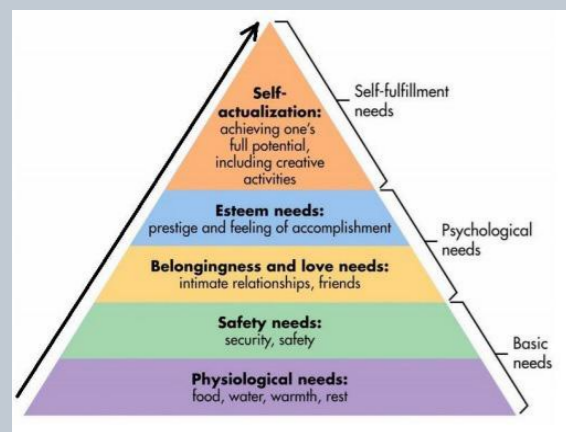 Self-
actualization:
achieving one's
full potential,
including creative
activities
Self-fulfillment
needs
Esteem needs:
prestige and feeling of accomplishment
Psychological
needs
Belongingness and love needs:
intimate relationships, friends
Safety needs:
security, safety
Basic
needs
Physiological needs:
food, water, warmth, rest